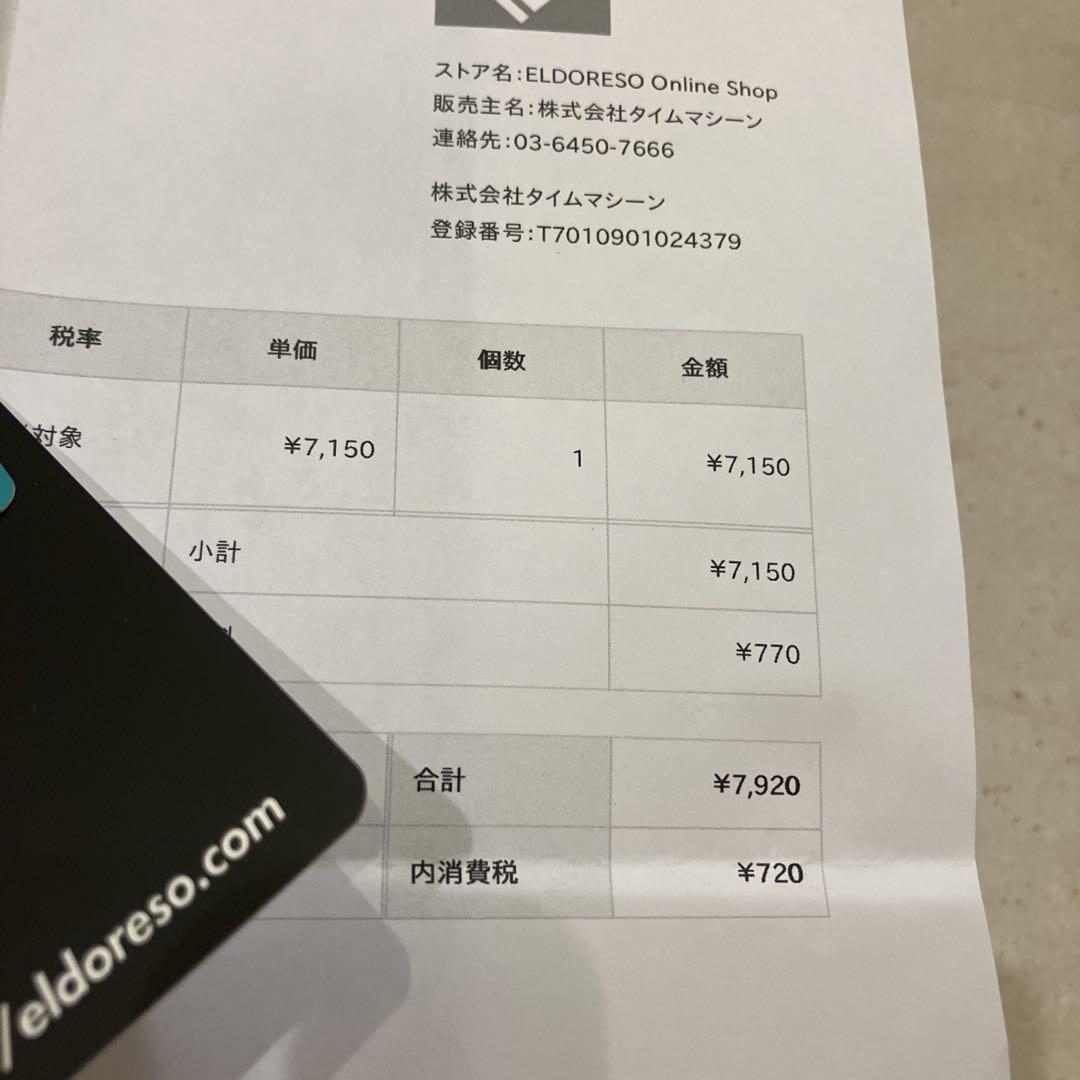 ストア名:ELDORESO Online Shop
販売主名:株式会社タイムマシーン
連絡先:03-6450-7666
株式会社タイムマシーン
登録番号:T7010901024379
税率 単価 個数 金額
対象 ¥7,150 1 ¥7,150
小計 ¥7,150
¥770
合計 ¥7,920
内消費税 ¥720
/eldoreso.com